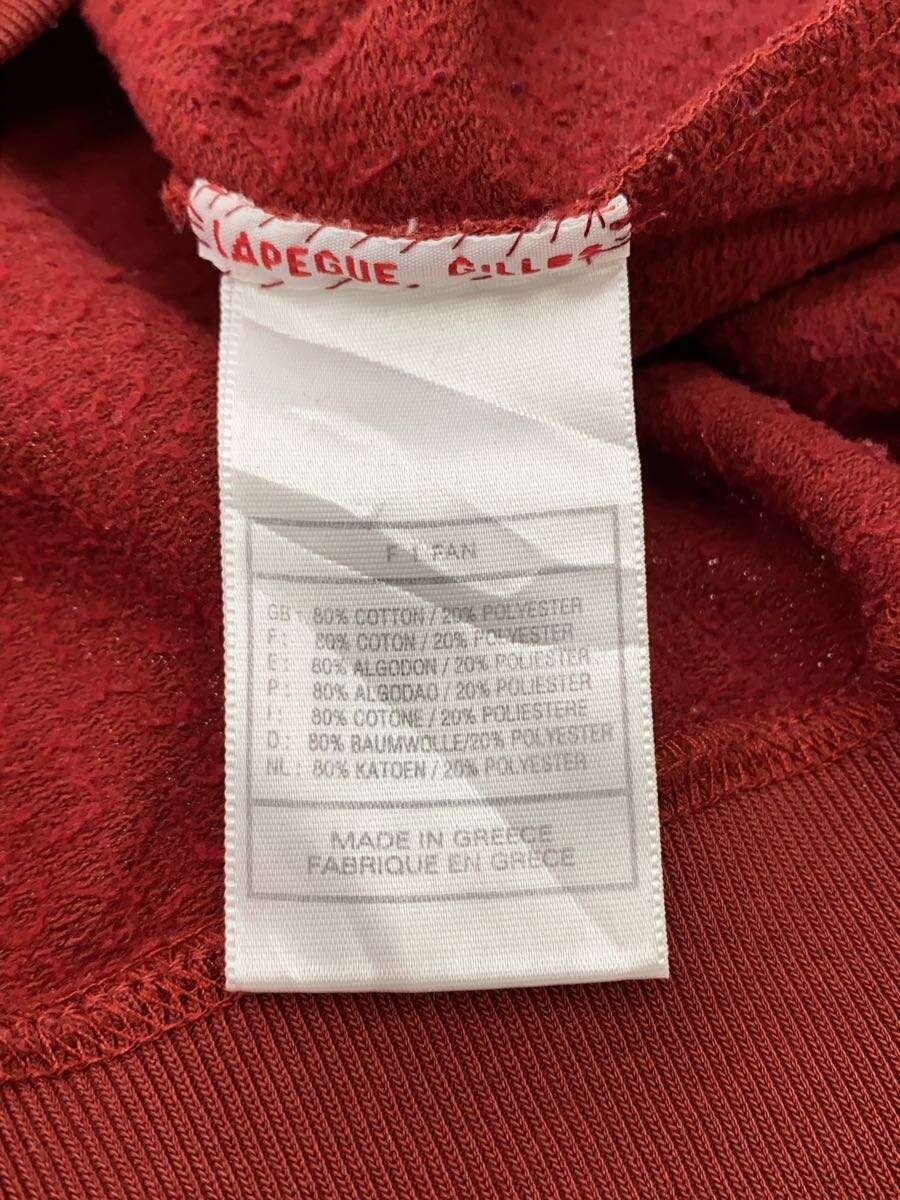 LAPEGUE. GILLES
FAN
GB: 80% COTTON / 20% POLYESTER
F: 80% COTON / 20% POLYESTER
E: 80% ALGODON / 20% POLIESTER
P: 80% ALGODAO / 20% POLIESTER
I: 80% COTONE / 20% POLIESTERE
D: 80% BAUMWOLLE/20% POLYESTER
NL: 80% KATOEN / 20% POLYESTER
MADE IN GREECE
FABRIQUE EN GRECE